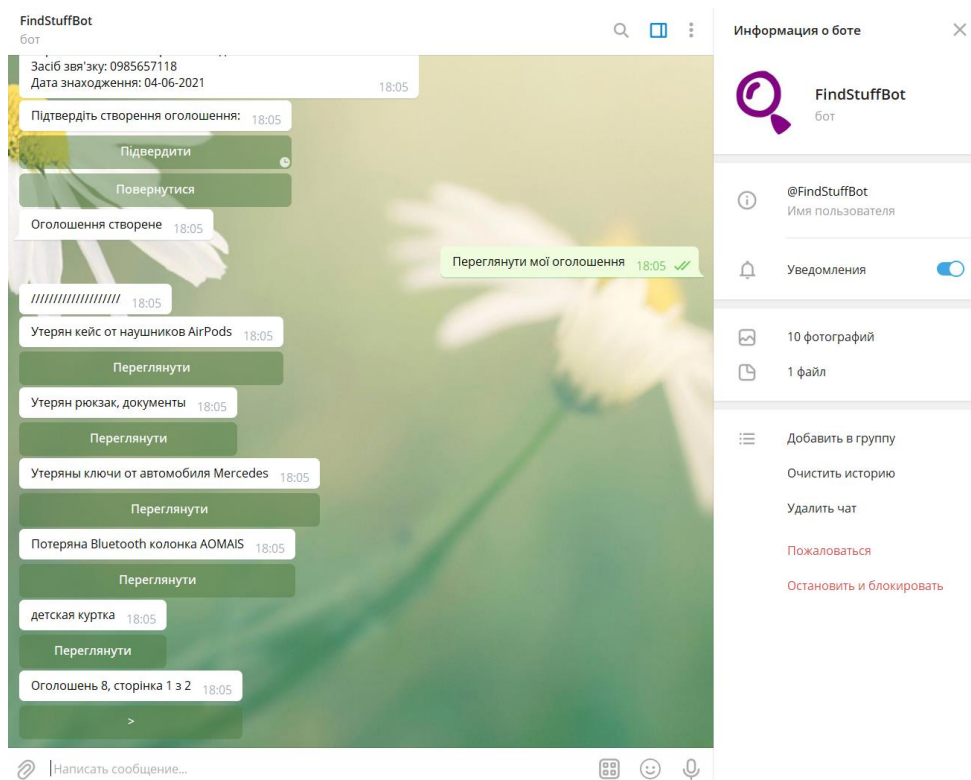 FindStuffBot
бот
Засіб зв'язку: 0985657118
Дата знаходження: 04-06-2021
18:05
Підтвердіть створення оголошення: 18:05
Підвердити
Повернутися
Оголошення створене 18:05
Переглянути мої оголошення 18:05
//////////////////// 18:05
Утерян кейс от наушников AirPods 18:05
Переглянути
Утерян рюкзак, документы 18:05
Переглянути
Утеряны ключи от автомобиля Mercedes 18:05
Переглянути
Потеряна Bluetooth колонка AOMAIS 18:05
Переглянути
детская куртка 18:05
Переглянути
Оголошень 8, сторінка 1 з 2 18:05
>
Написать сообщение...
Информация о боте
FindStuffBot
бот
@FindStuffBot
Имя пользователя
Уведомления
10 фотографий
1 файл
Добавить в группу
Очистить историю
Удалить чат
Пожаловаться
Остановить и блокировать